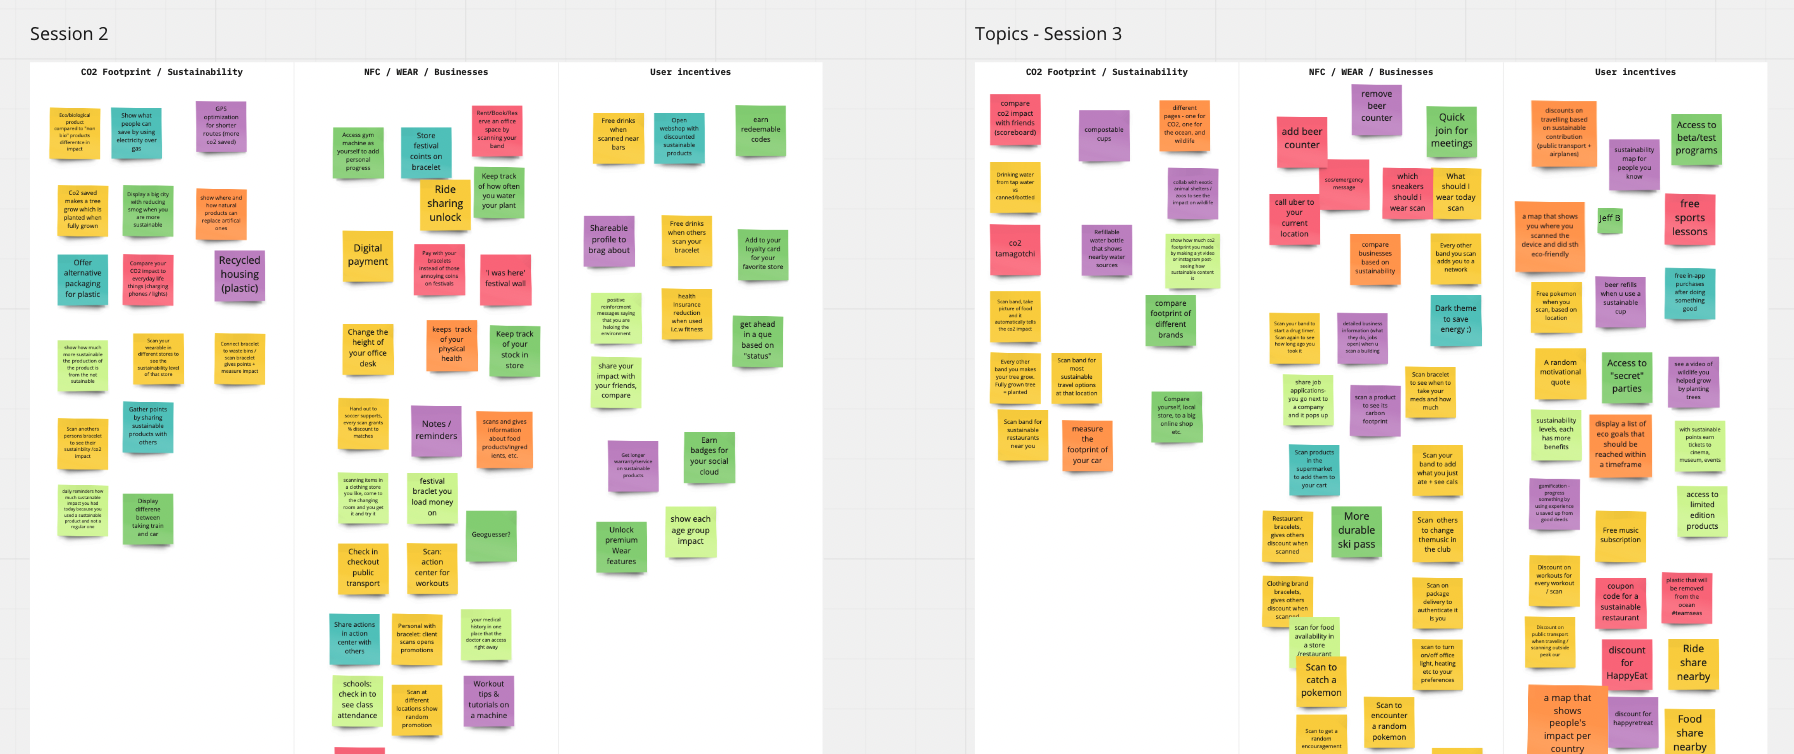 Session 2
CO2 Footprint / Sustainability
Eco/biological
product
compared to "non
bio" products
difference in
impact
Show what
people can
save by using
electricity over
gas
GPS
optimization
for shorter
routes (more
co2 saved)
Co2 saved
makes a tree
grow which is
planted when
fully grown
Display a big city
with reducing
smog when you
are more
sustainable
show where and
how natural
products can
replace artifical
ones
Offer
alternative
packaging
for plastic
Compare your
CO2 impact to
everyday life
things (charging
phones / lights)
Recycled
housing
(plastic)
show how much
more sustainable
the production of
the product is
from the not
sustainable
Scan your
wearable in
different stores to
see the
sustainability level
of that store
Connect bracelet
to waste bins /
scan bracelet
gives points +
measure impact
Scan anothers
persons bracelet
to see their
sustainbility /co2
impact
Gather points
by sharing
sustainable
products with
others
daily reminders how
much sustainable
impact you had
today because you
used a sustainable
product and not a
regular one
Display
differene
between
taking train
and car
NFC / WEAR / Businesses
Access gym
machine as
yourself to add
personal
progress
Store
festival
coints on
bracelet
Rent/Book/Res
erve an office
space by
scanning your
band
Ride
sharing
unlock
Keep track
of how often
you water
your plant
Digital
payment
Pay with your
bracelets
instead of those
annoying coins
on festivals
'I was here'
festival wall
Change the
height of
your office
desk
keeps track
of your
physical
health
Keep track
of your
stock in
store
Hand out to
soccer supports,
every scan grants
% discount to
matches
Notes /
reminders
scans and gives
information
about food
products/ingred
ients, etc.
scanning items in
a clothing store
you like, come to
the changing
room and you get
it and try it
festival
braclet you
load money
on
Geoguesser?
Check in
checkout
public
transport
Scan:
action
center for
workouts
Share actions
in action
center with
others
Personal with
bracelet: client
scans opens
promotions
your medical
history in one
place that the
doctor can access
right away
schools:
check in to
see class
attendance
Scan at
different
locations show
random
promotion
Workout
tips &
tutorials on
a machine
User incentives
Free drinks
when
scanned near
bars
Open
webshop with
discounted
sustainable
products
earn
redeemable
codes
Shareable
profile to
brag about
Free drinks
when others
scan your
bracelet
Add to your
loyalty card
for your
favorite store
positive
reinforcment
messages saying
that you are
helping the
environment
health
Insurance
reduction
when used
i.c.w fitness
get ahead
in a que
based on
"status"
share your
impact with
your friends,
compare
Get longer
warranty/service
on sustainable
products
Earn
badges for
your social
cloud
Unlock
premium
Wear
features
show each
age group
impact
Topics - Session 3
CO2 Footprint / Sustainability
compare
co2 impact
with friends
(scoreboard)
compostable
cups
different
pages - one for
CO2, one for
the ocean, and
wildlife
Drinking water
from tap water
vs
canned/bottled
collab with exotic
animal shelters /
zoos to see the
impact on wildlife
co2
tamagotchi
Refillable
water bottle
that shows
nearby water
sources
show how much co2
footprint you made
by making a yt video
or instagram post-
seeing how
sustainable content
is
Scan band, take
picture of food
and it
automatically tells
the co2 impact
compare
footprint of
different
brands
Every other
band you makes
your tree grow.
Fully grown tree
+ planted
Scan band for
most
sustainable
travel options
at that location
Compare
yourself, local
store, to a big
online shop
etc.
Scan band for
sustainable
restaurants
near you
measure
the
footprint of
your car
NFC / WEAR / Businesses
remove
beer
counter
add beer
counter
Quick
join for
meetings
sos/emergency
message
which
sneakers
should i
wear scan
What
should I
wear today
scan
call uber to
your
current
location
compare
businesses
based on
sustainability
Every other
band you scan
adds you to a
network
Dark theme
to save
energy ;)
Scan your band to
start a drug timer.
Scan again to see
how long ago you
took it
detailed business
information (what
they do, jobs
open) when u
scan a building
share job
applications-
you go next to
a company
and it pops up
scan a product
to see its
carbon
footprint
Scan bracelet
to see when to
take your
meds and how
much
Scan products
in the
supermarket
to add them to
your cart
Scan your
band to add
what you just
ate + see cals
Restaurant
bracelets,
gives others
discount when
scanned
More
durable
ski pass
Scan others
to change
themusic in
the club
Clothing-brand
bracelets,
gives others
discount when
scanned
Scan on
package
delivery to
authenticate it
is you
scan for food
availability in
a store
/restaurant
Scan to
catch a
pokemon
scan to turn
on/off office
light, heating
etc to your
preferences
Scan to
encounter
a random
pokemon
Scan to get a
random
encouragement
User incentives
discounts on
travelling based
on sustainable
contribution
(public transport +
airplanes)
Access to
beta/test
programs
sustainability
map for
people you
know
a map that shows
you where you
scanned the
device and did sth
eco-friendly
Jeff B
free
sports
lessons
Free pokemon
when you
scan, based on
location
beer refills
when u use a
sustainable
cup
free in-app
purchases
after doing
something
good
A random
motivational
quote
Access to
"secret"
parties
see a video of
wildlife you
helped grow
by planting
trees
sustainability
levels, each
has more
benefits
display a list of
eco goals that
should be
reached within
a timeframe
with sustainable
points earn
tickets to
cinema,
museum, events
gamification -
progress
something by
using experience
u saved up from
good deeds
access to
limited
edition
products
Free music
subscription
Discount on
workouts for
every workout
/ scan
coupon
code for a
sustainable
restaurant
plastic that will
be removed
from the
ocean
#teamseas
Discount on
public transport
when traveling /
scanning outside
peak our
discount
for
HappyEat
Ride
share
nearby
a map that
shows
people's
impact per
country
discount for
happyretreat
Food
share
nearby